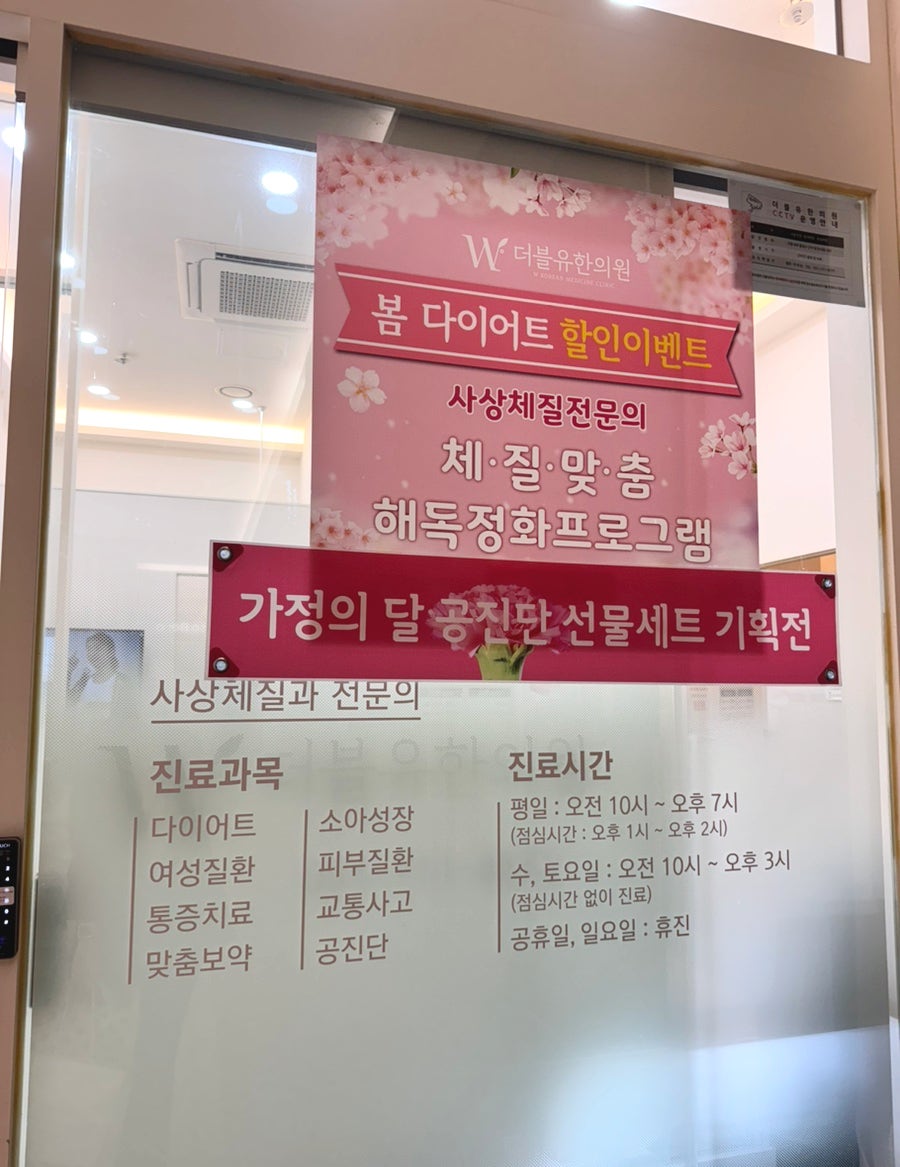 더블유한의원
CCTV 운영안내
W 더블유한의원
W KOREAN MEDICINE CLINIC
봄 다이어트 할인이벤트
사상체질전문의
체·질·맞·춤
해독정화프로그램
가정의 달 공진단 선물세트 기획전
사상체질과 전문의
진료과목
다이어트
여성질환
통증치료
맞춤보약
소아성장
피부질환
교통사고
공진단
진료시간
평일 : 오전 10시 ~ 오후 7시
(점심시간 : 오후 1시 ~ 오후 2시)
수, 토요일 : 오전 10시 ~ 오후 3시
(점심시간 없이 진료)
공휴일, 일요일 : 휴진